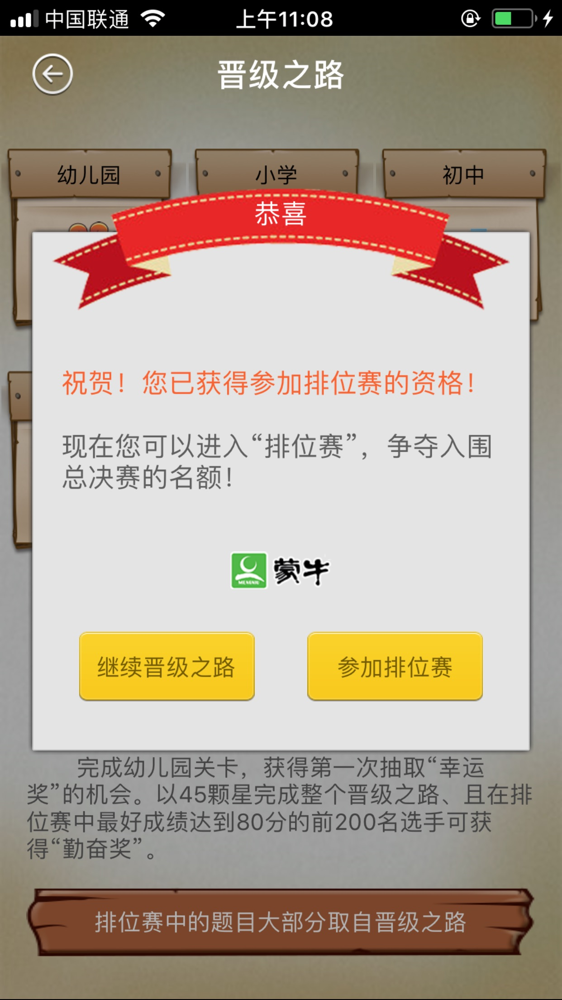 中国联通
上午11:08
晋级之路
幼儿园
小学
初中
恭喜
祝贺！您已获得参加排位赛的资格！
现在您可以进入“排位赛”，争夺入围
总决赛的名额！
MENGNIU
蒙牛
继续晋级之路
参加排位赛
完成幼儿园关卡，获得第一次抽取“幸运
奖”的机会。以45颗星完成整个晋级之路、且在排
位赛中最好成绩达到80分的前200名选手可获
得“勤奋奖”。
排位赛中的题目大部分取自晋级之路